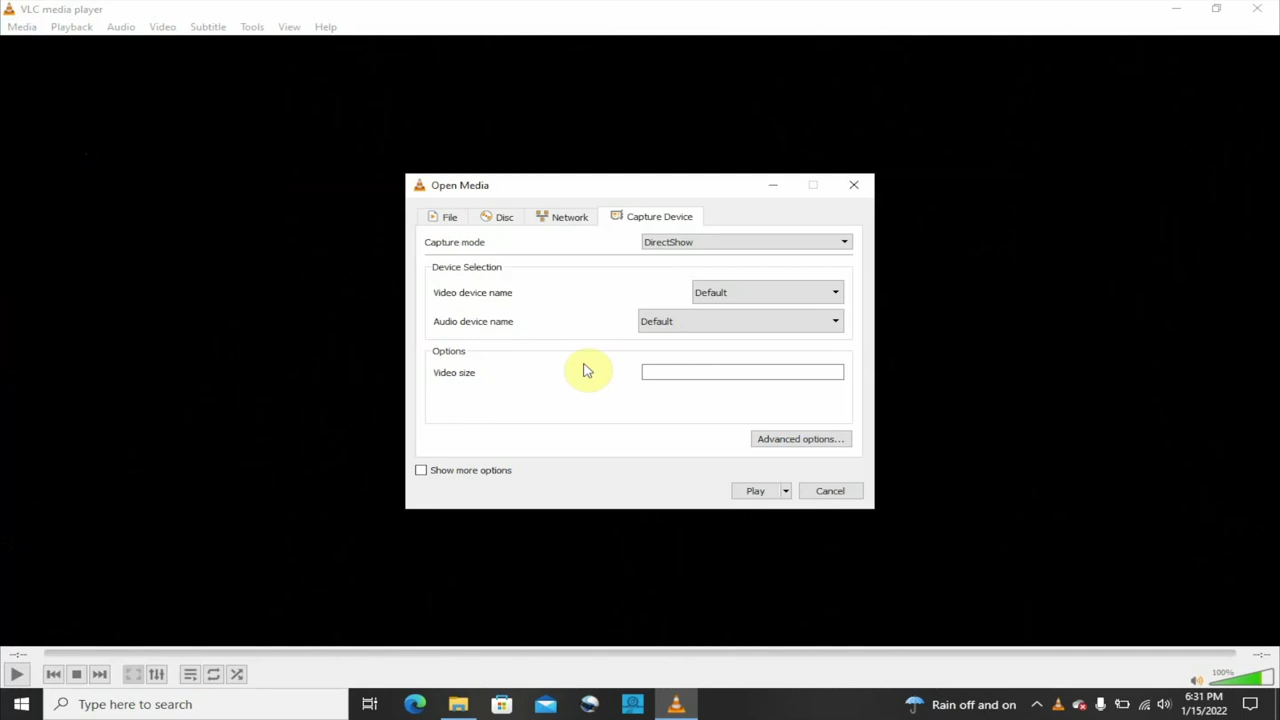 VLC media player
Media Playback Audio Video Subtitle Tools View Help
Open Media
File Disc Network Capture Device
Capture mode DirectShow
Device Selection
Video device name Default
Audio device name Default
Options
Video size
Advanced options...
Show more options
Play Cancel
--:-- --:--
100%
Type here to search
Rain off and on
6:31 PM
1/15/2022